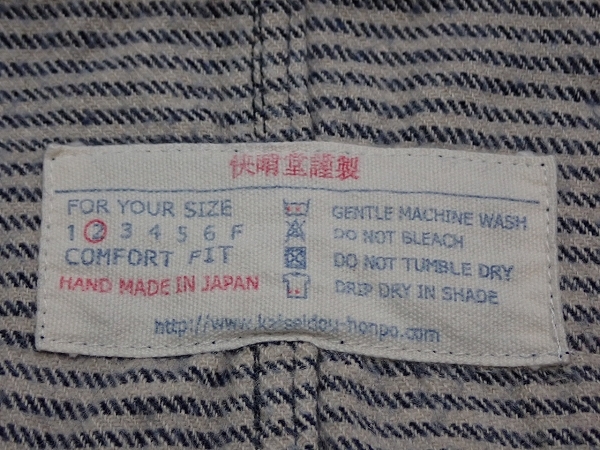 快晴堂謹製
FOR YOUR SIZE
1 2 3 4 5 6 F
COMFORT FIT
HAND MADE IN JAPAN
GENTLE MACHINE WASH
DO NOT BLEACH
DO NOT TUMBLE DRY
DRIP DRY IN SHADE
http://www.kaiseidou-honpo.com